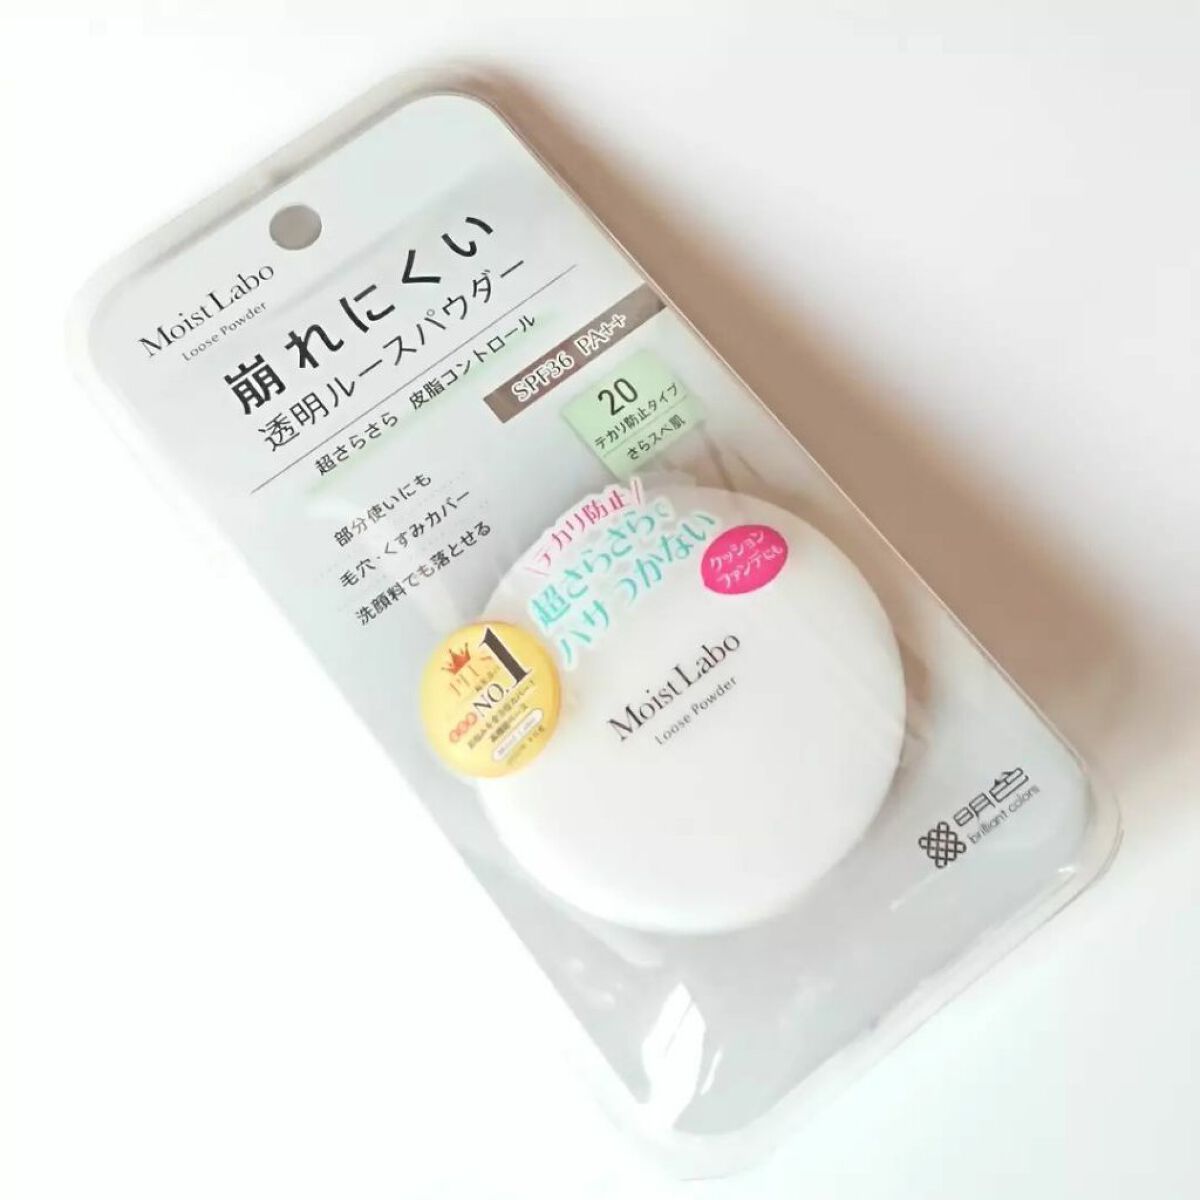 Moist Labo
Loose Powder
崩れにくい
透明ルースパウダー
超さらさら 皮脂コントロール
SPF36 PA++
20
テカリ防止タイプ
さらスベ肌
部分使いにも
毛穴・くすみカバー
洗顔料でも落とせる
\テカリ防止/
超さらさらで
パサつかない
クッション
ファンデにも
NO.1
Moist Labo
Loose Powder
明色
brilliant colors